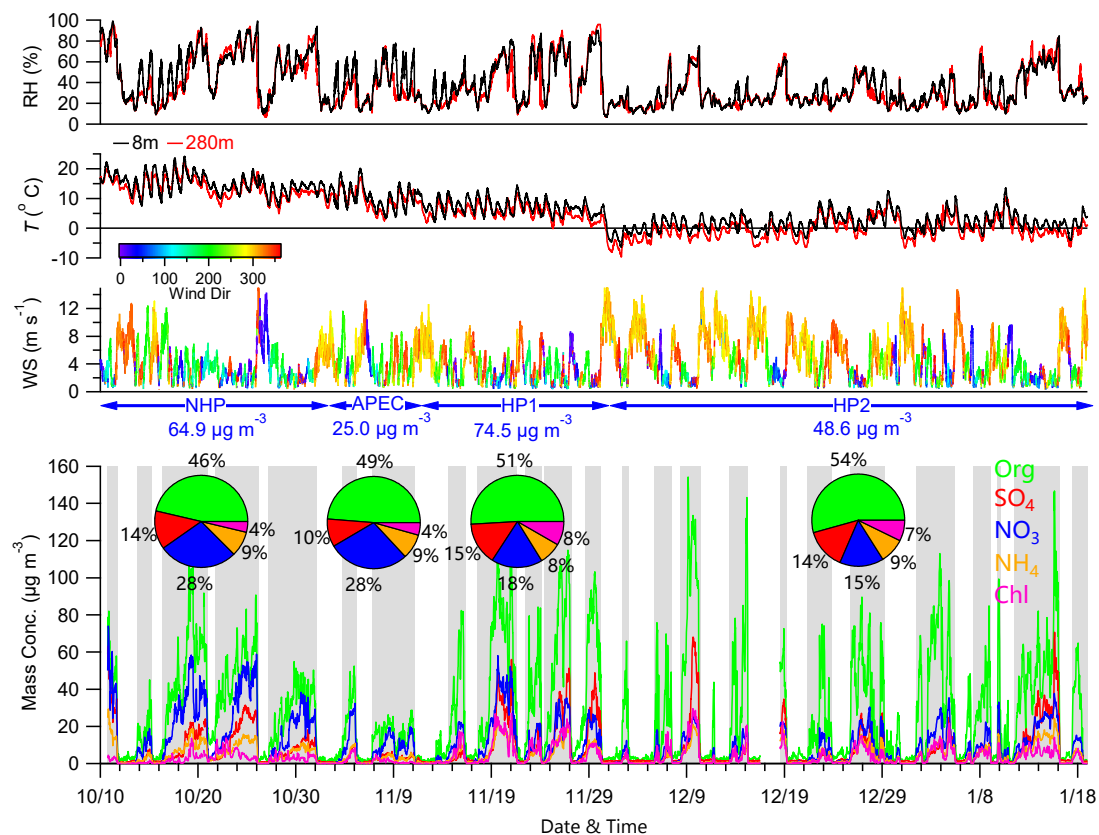 100
80
60
40
20
0
RH (%)
8m
280m
20
10
0
-10
T (° C)
0
100
200
300
Wind Dir
12
8
4
0
WS (m s⁻¹)
NHP
APEC
HP1
HP2
64.9 µg m⁻³
25.0 µg m⁻³
74.5 µg m⁻³
48.6 µg m⁻³
160
140
120
100
80
60
40
20
0
Mass Conc. (µg m⁻³)
46%
14%
28%
9%
4%
49%
10%
28%
9%
4%
51%
15%
18%
8%
8%
54%
14%
15%
9%
7%
Org
SO₄
NO₃
NH₄
Chl
10/10
10/20
10/30
11/9
11/19
11/29
12/9
12/19
12/29
1/8
1/18
Date & Time